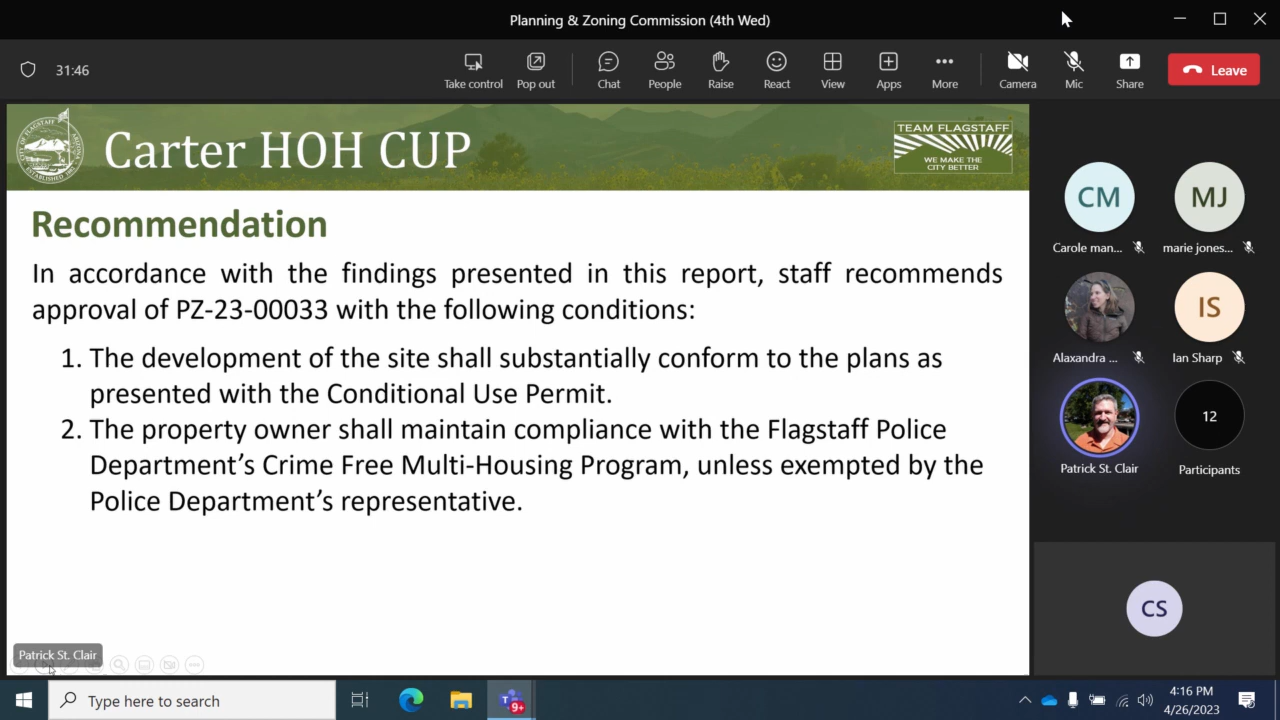 Planning & Zoning Commission (4th Wed)
31:46
Take control
Pop out
Chat
People
Raise
React
View
Apps
More
Camera
Mic
Share
Leave
Carter HOH CUP
TEAM FLAGSTAFF
WE MAKE THE
CITY BETTER
Recommendation
In accordance with the findings presented in this report, staff recommends
approval of PZ-23-00033 with the following conditions:
1. The development of the site shall substantially conform to the plans as
presented with the Conditional Use Permit.
2. The property owner shall maintain compliance with the Flagstaff Police
Department’s Crime Free Multi-Housing Program, unless exempted by the
Police Department’s representative.
Patrick St. Clair
CM
MJ
Carole man...
marie jones...
IS
Alaxandra ...
Ian Sharp
12
Patrick St. Clair
Participants
CS
Type here to search
T
9+
4:16 PM
4/26/2023